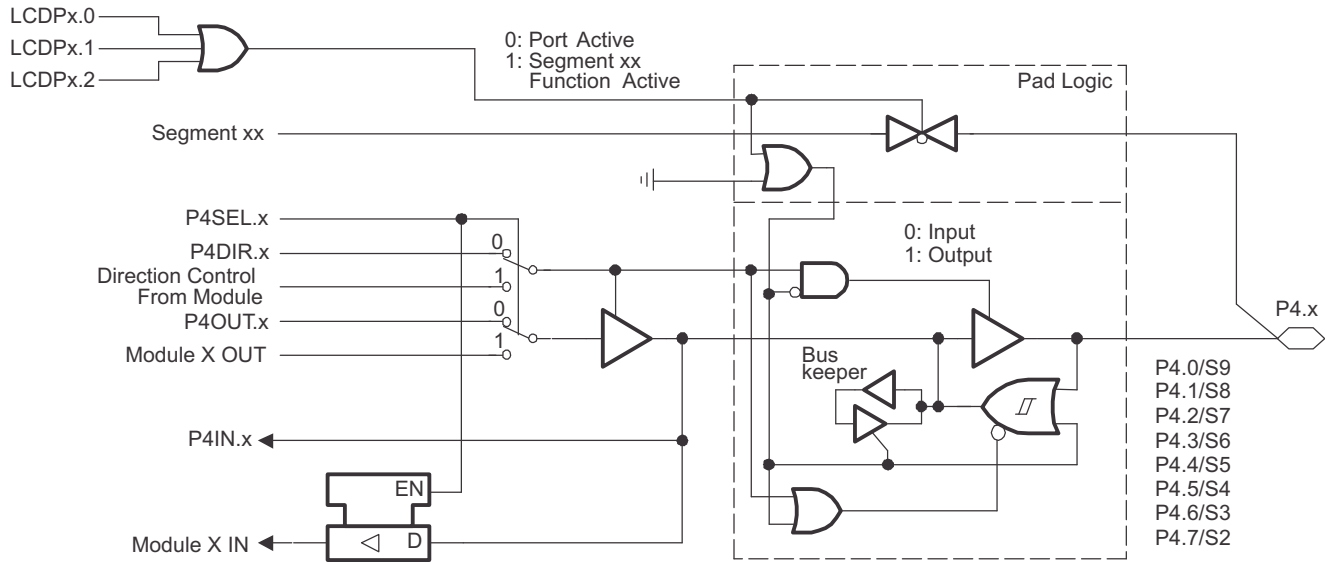 LCDPx.0
LCDPx.1
LCDPx.2
0: Port Active
1: Segment xx
Function Active
Pad Logic
Segment xx
P4SEL.x
P4DIR.x
0
Direction Control
From Module
1
P4OUT.x
0
Module X OUT
1
0: Input
1: Output
P4.x
Bus
keeper
P4IN.x
EN
D
Module X IN
P4.0/S9
P4.1/S8
P4.2/S7
P4.3/S6
P4.4/S5
P4.5/S4
P4.6/S3
P4.7/S2